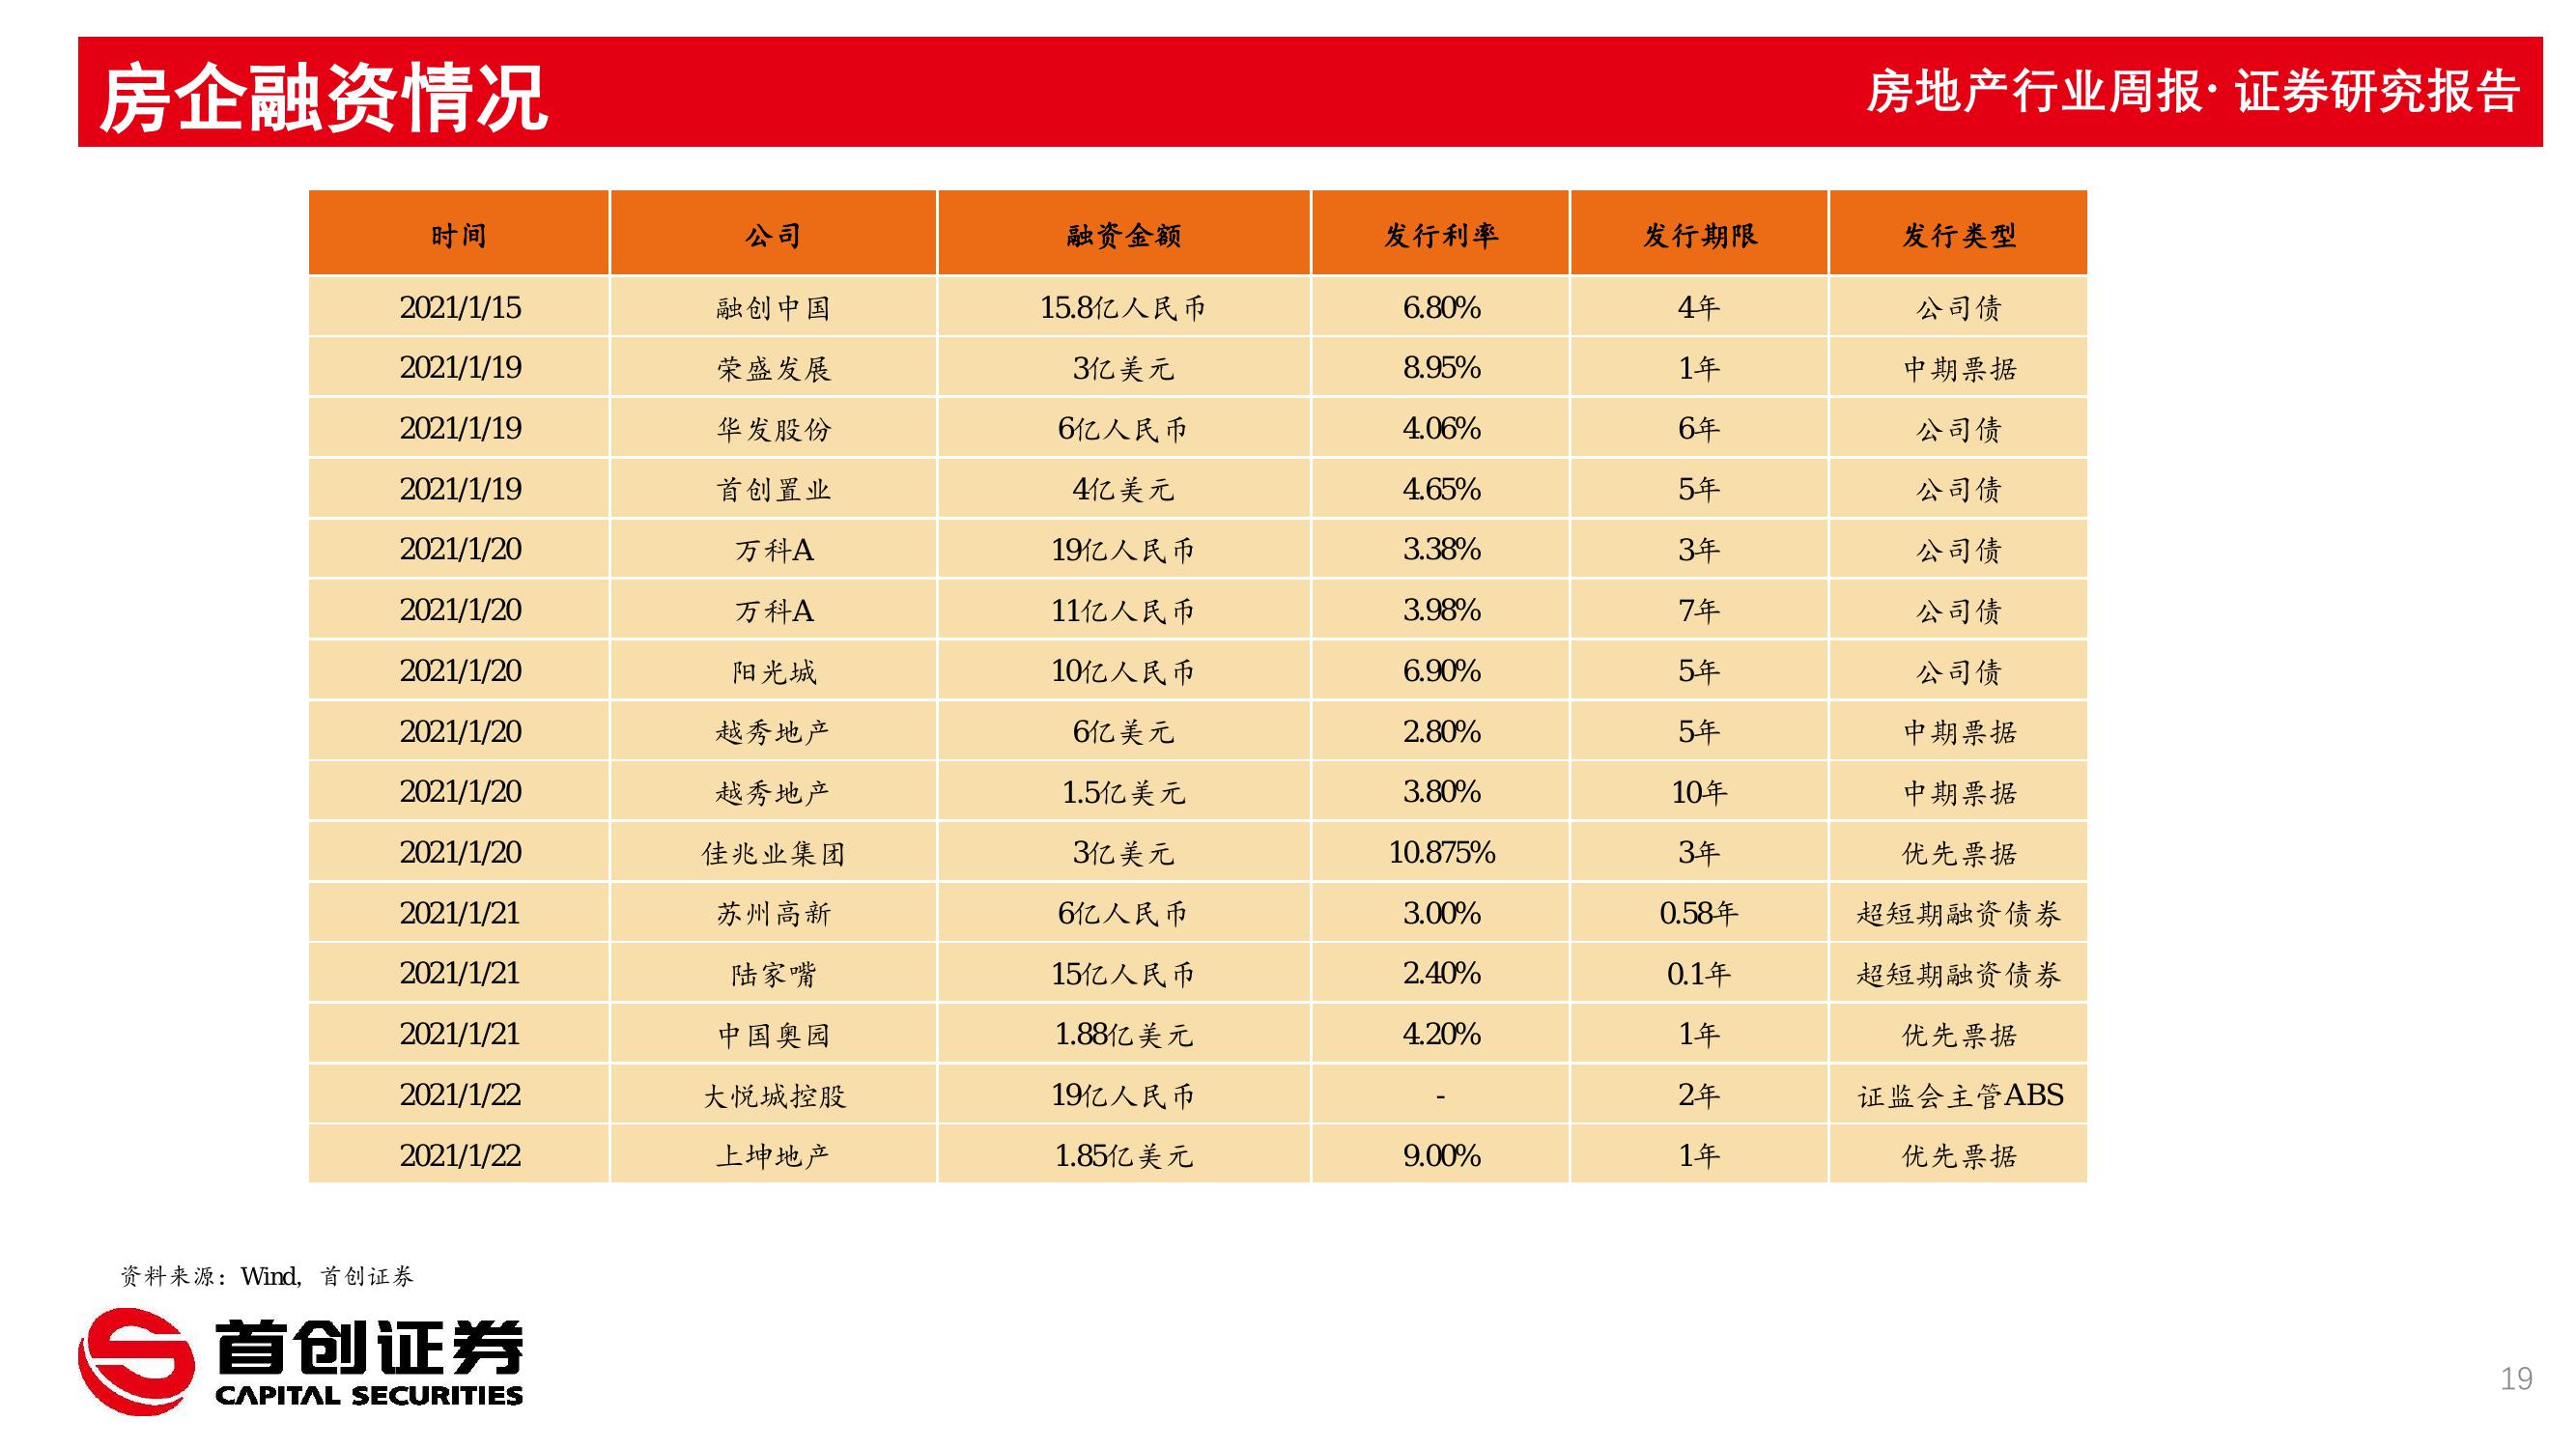 房企融资情况
房地产行业周报· 证券研究报告
时间 公司 融资金额 发行利率 发行期限 发行类型
2021/1/15 融创中国 15.8亿人民币 6.80% 4年 公司债
2021/1/19 荣盛发展 3亿美元 8.95% 1年 中期票据
2021/1/19 华发股份 6亿人民币 4.06% 6年 公司债
2021/1/19 首创置业 4亿美元 4.65% 5年 公司债
2021/1/20 万科A 19亿人民币 3.38% 3年 公司债
2021/1/20 万科A 11亿人民币 3.98% 7年 公司债
2021/1/20 阳光城 10亿人民币 6.90% 5年 公司债
2021/1/20 越秀地产 6亿美元 2.80% 5年 中期票据
2021/1/20 越秀地产 1.5亿美元 3.80% 10年 中期票据
2021/1/20 佳兆业集团 3亿美元 10.875% 3年 优先票据
2021/1/21 苏州高新 6亿人民币 3.00% 0.58年 超短期融资债券
2021/1/21 陆家嘴 15亿人民币 2.40% 0.1年 超短期融资债券
2021/1/21 中国奥园 1.88亿美元 4.20% 1年 优先票据
2021/1/22 大悦城控股 19亿人民币 - 2年 证监会主管ABS
2021/1/22 上坤地产 1.85亿美元 9.00% 1年 优先票据
资料来源：Wind，首创证券
首创证券
CAPITAL SECURITIES
19